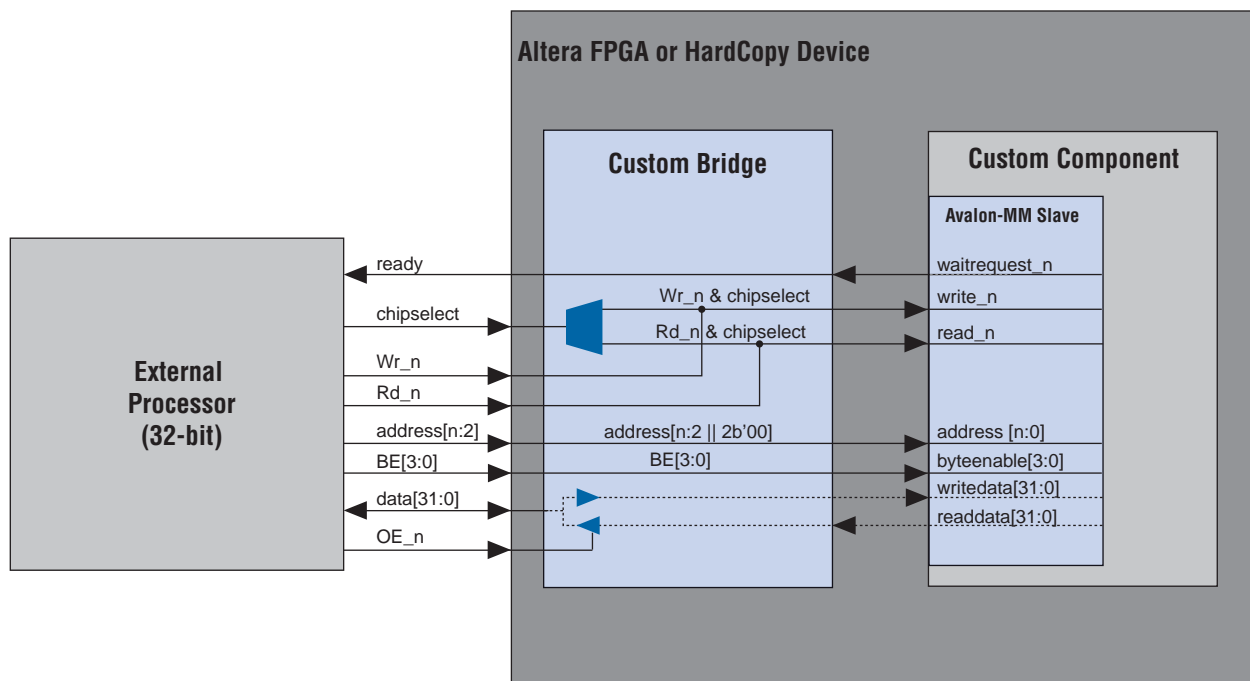 Altera FPGA or HardCopy Device
Custom Bridge
Custom Component
Avalon-MM Slave
External
Processor
(32-bit)
ready
chipselect
Wr_n
Rd_n
address[n:2]
BE[3:0]
data[31:0]
OE_n
Wr_n & chipselect
Rd_n & chipselect
address[n:2 || 2b’00]
BE[3:0]
waitrequest_n
write_n
read_n
address [n:0]
byteenable[3:0]
writedata[31:0]
readdata[31:0]